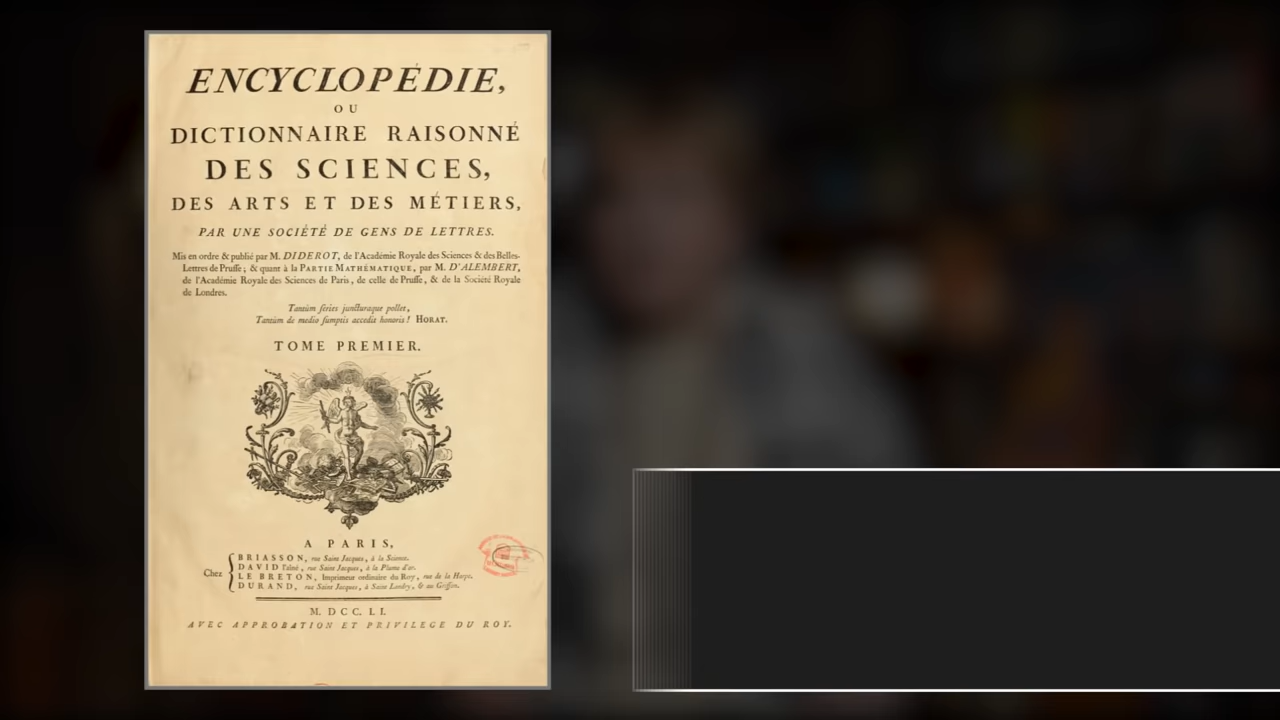 ENCYCLOPÉDIE,
OU
DICTIONNAIRE RAISONNÉ
DES SCIENCES,
DES ARTS ET DES MÉTIERS,
PAR UNE SOCIÉTÉ DE GENS DE LETTRES.
Mis en ordre & publié par M. DIDEROT, de l'Académie Royale des Sciences & des Belles-
Lettres de Prusse ; & quant à la PARTIE MATHÉMATIQUE, par M. D'ALEMBERT,
de l'Académie Royale des Sciences de Paris, de celle de Prusse, & de la Société Royale
de Londres.
Tantùm series juncturaque pollet,
Tantùm de medio sumptis accedit honoris ! HORAT.
TOME PREMIER.
A PARIS,
Chez
BRIASSON, rue Saint Jacques, à la Science.
DAVID l'aîné, rue Saint Jacques, à la Plume d'or.
LE BRETON, Imprimeur ordinaire du Roy, rue de la Harpe.
DURAND, rue Saint Jacques, à Saint Landry, & au Griffon.
M. DCC. LI.
AVEC APPROBATION ET PRIVILEGE DU ROY.